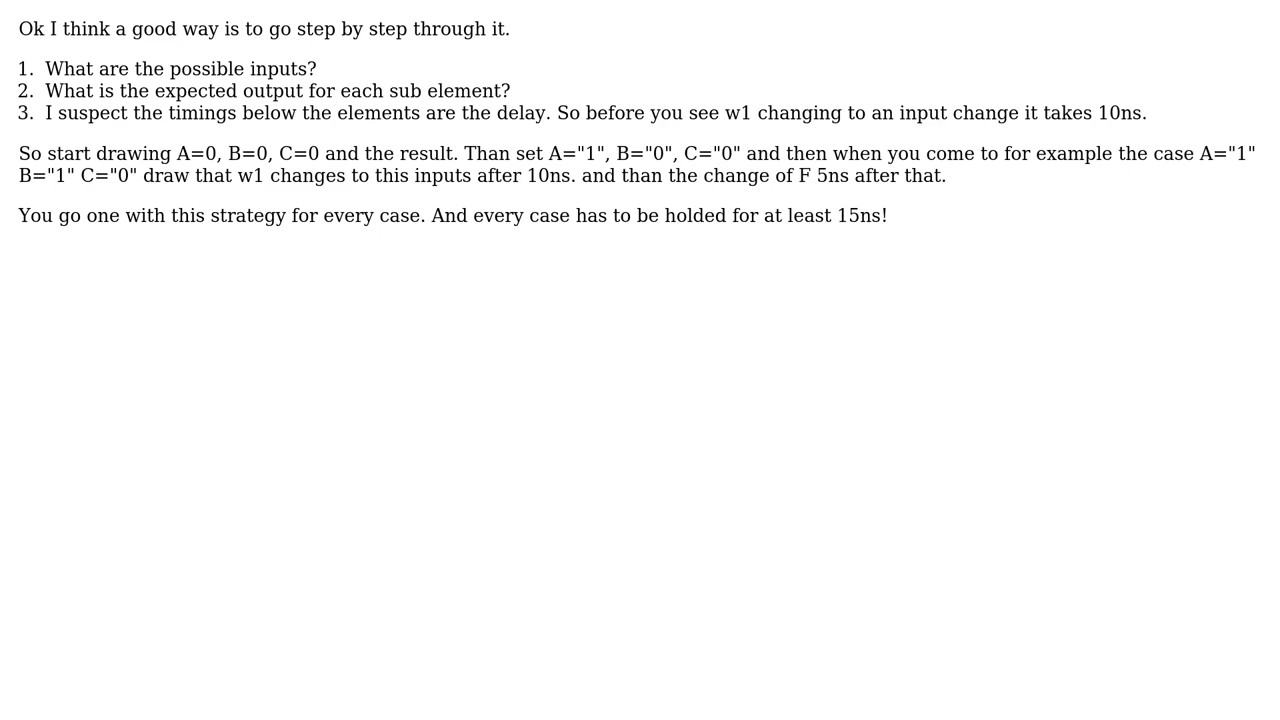 Ok I think a good way is to go step by step through it.
1. What are the possible inputs?
2. What is the expected output for each sub element?
3. I suspect the timings below the elements are the delay. So before you see w1 changing to an input change it takes 10ns.
So start drawing A=0, B=0, C=0 and the result. Than set A="1", B="0", C="0" and then when you come to for example the case A="1"
B="1" C="0" draw that w1 changes to this inputs after 10ns. and than the change of F 5ns after that.
You go one with this strategy for every case. And every case has to be holded for at least 15ns!